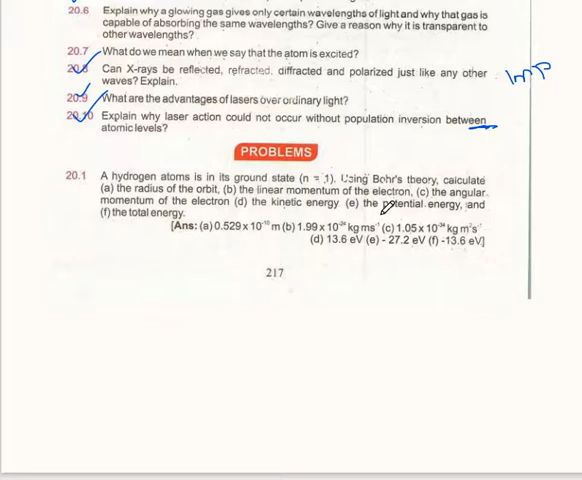 20.6 Explain why a glowing gas gives only certain wavelengths of light and why that gas is
capable of absorbing the same wavelengths? Give a reason why it is transparent to
other wavelengths?
20.7 What do we mean when we say that the atom is excited?
20.8 Can X-rays be reflected, refracted, diffracted and polarized just like any other
waves? Explain.
Imp
20.9 What are the advantages of lasers over ordinary light?
20.10 Explain why laser action could not occur without population inversion between
atomic levels?
PROBLEMS
20.1 A hydrogen atoms is in its ground state (n = 1). Using Bohr's theory, calculate
(a) the radius of the orbit, (b) the linear momentum of the electron, (c) the angular
momentum of the electron (d) the kinetic energy (e) the potential energy, and
(f) the total energy.
[Ans: (a) 0.529 x 10⁻¹⁰ m (b) 1.99 x 10⁻²⁴ kg ms⁻¹ (c) 1.05 x 10⁻³⁴ kg m²s⁻¹
(d) 13.6 eV (e) - 27.2 eV (f) -13.6 eV]
217